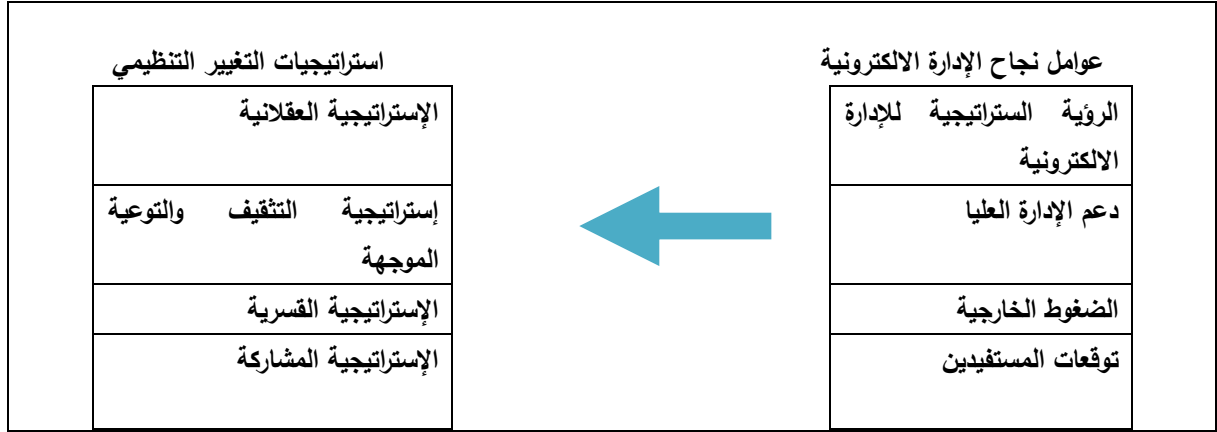 عوامل نجاح الإدارة الالكترونية
الرؤية الستراتيجية للإدارة
الالكترونية
دعم الإدارة العليا
الضغوط الخارجية
توقعات المستفيدين
استراتيجيات التغيير التنظيمي
الإستراتيجية العقلانية
إستراتيجية التثقيف والتوعية
الموجهة
الإستراتيجية القسرية
الإستراتيجية المشاركة